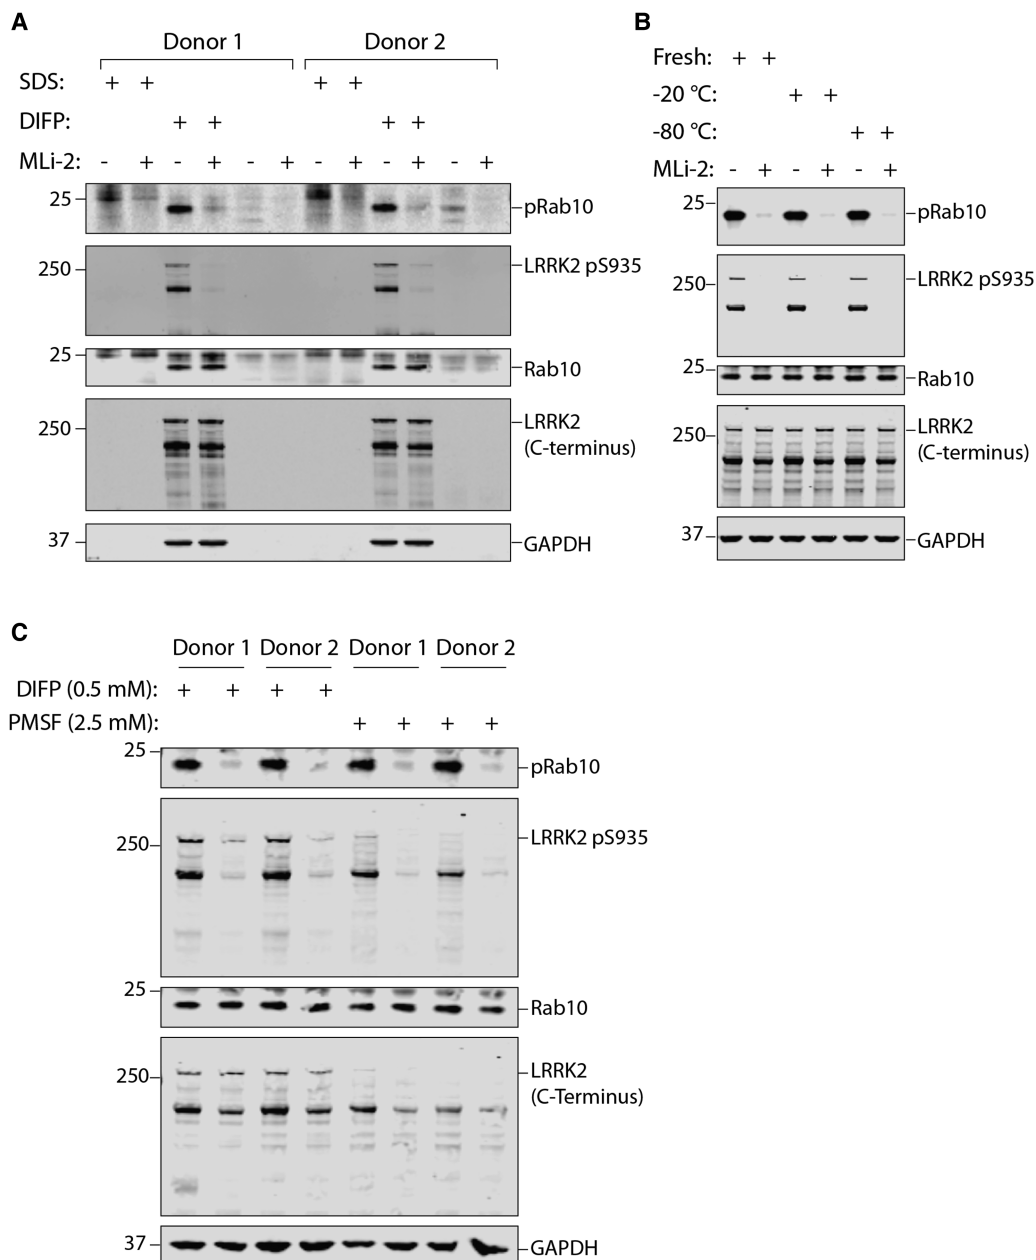 A
Donor 1 Donor 2
SDS: + + + +
DIFP: + + + +
MLi-2: - + - + - + - + - + - +
25 pRab10
250 LRRK2 pS935
25 Rab10
250 LRRK2
(C-terminus)
37 GAPDH
B
Fresh: + +
-20 °C: + +
-80 °C: + +
MLi-2: - + - + - +
25 pRab10
250 LRRK2 pS935
25 Rab10
250 LRRK2
(C-terminus)
37 GAPDH
C
Donor 1 Donor 2 Donor 1 Donor 2
DIFP (0.5 mM): + + + +
PMSF (2.5 mM): + + + +
25 pRab10
250 LRRK2 pS935
25 Rab10
250 LRRK2
(C-Terminus)
37 GAPDH